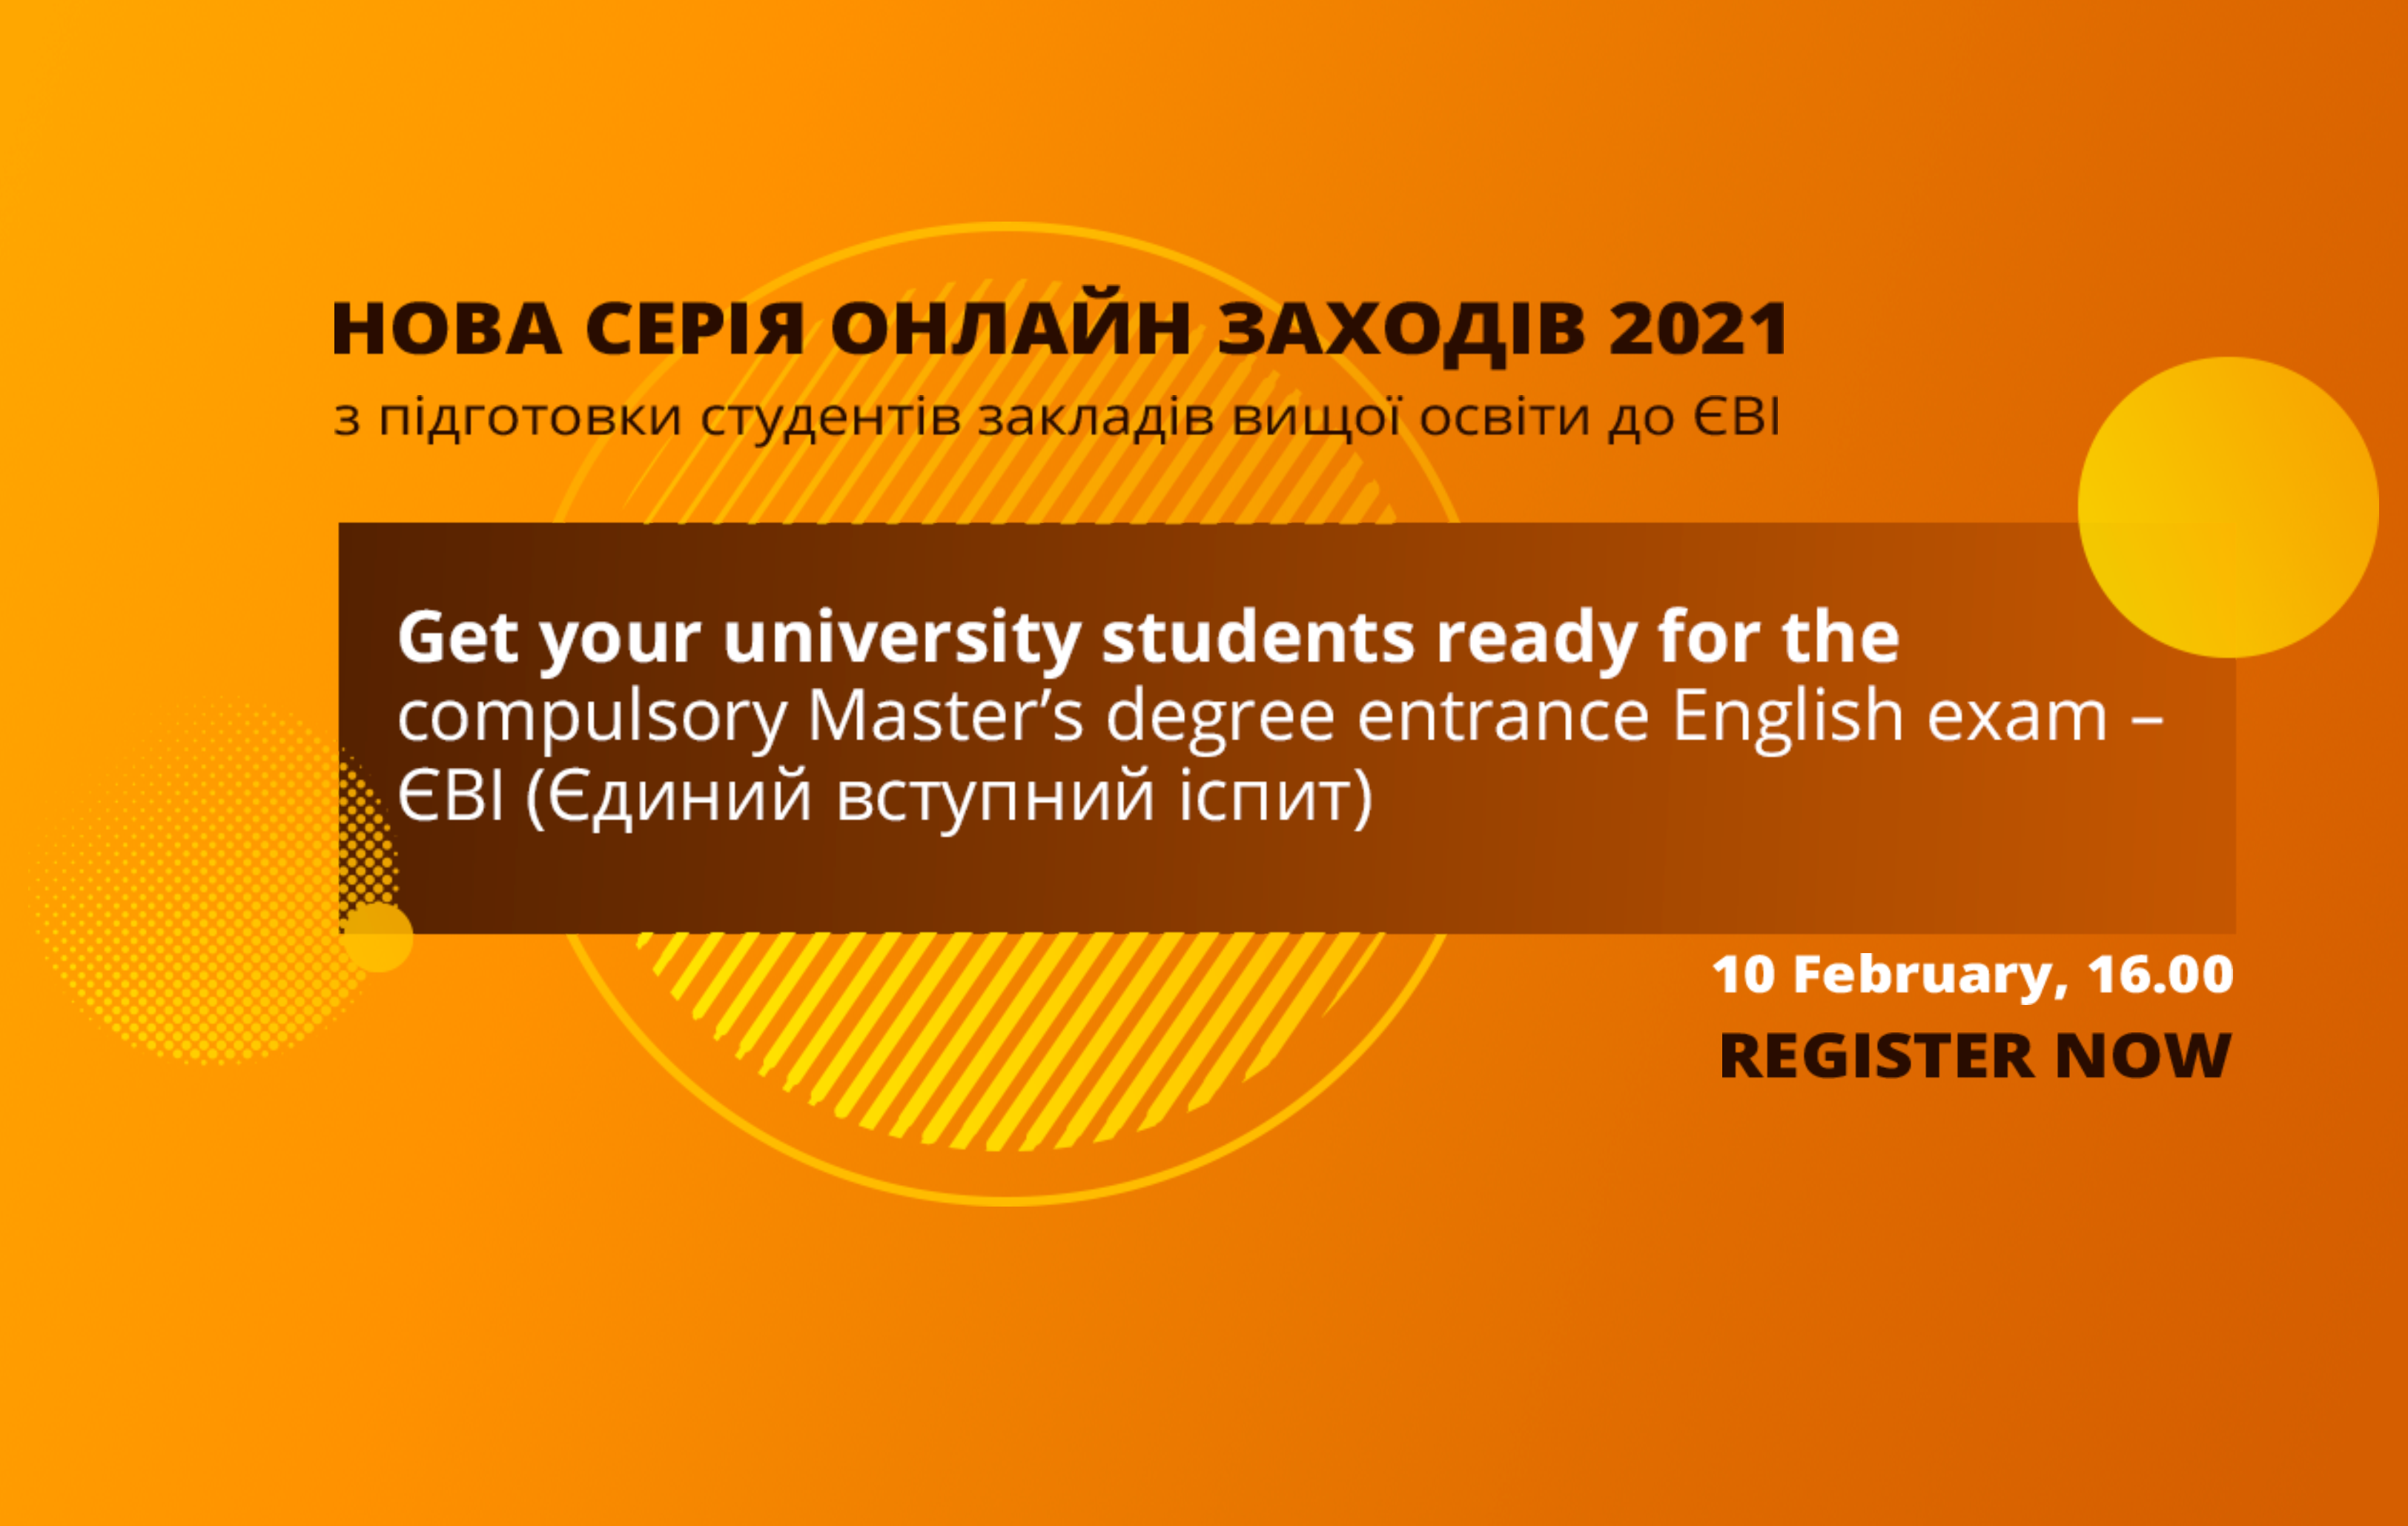 НОВА СЕРІЯ ОНЛАЙН ЗАХОДІВ 2021
з підготовки студентів закладів вищої освіти до ЄВІ
Get your university students ready for the
compulsory Master’s degree entrance English exam –
ЄВІ (Єдиний вступний іспит)
10 February, 16.00
REGISTER NOW